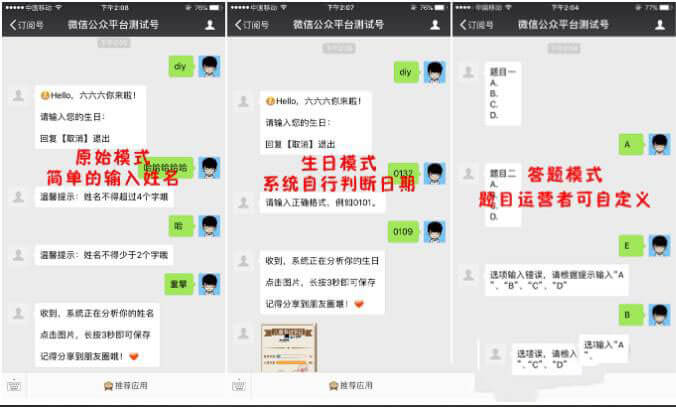 中国移动 下午2:08 76%
订阅号 微信公众平台测试号
diy
Hello，六六六你来啦！
请输入您的生日：
回复【取消】退出
哈哈哈哈哈
原始模式
简单的输入姓名
温馨提示：姓名不得超过4个字哦
哈
温馨提示：姓名不得少于2个字哦
收到，系统正在分析你的姓名
点击图片，长按3秒即可保存
记得分享到朋友圈哦！
推荐应用
中国移动 下午2:07 76%
订阅号 微信公众平台测试号
diy
Hello，六六六你来啦！
请输入您的生日：
回复【取消】退出
0132
生日模式
系统自行判断日期
请输入正确格式，例如0101。
0109
收到，系统正在分析你的生日
点击图片，长按3秒即可保存
记得分享到朋友圈哦！
推荐应用
中国移动 下午2:04 77%
订阅号 微信公众平台测试号
题目一
A.
B.
C.
D.
A
题目二
A.
D.
答题模式
题目运营者可自定义
E
选项输入错误，请根据提示输入“A
”、“B”、“C”、“D”
B
选项误，请根入
”、“C”、“D”
选输入“A
”、
推荐应用